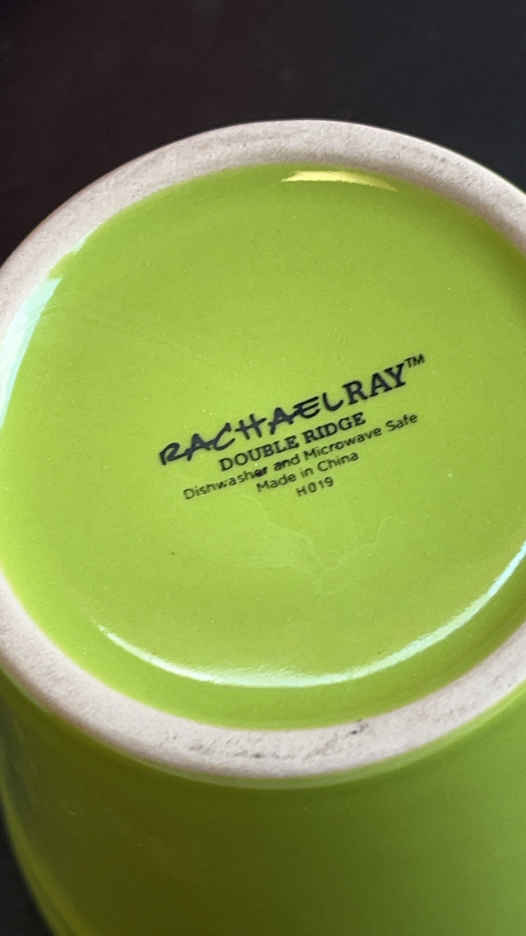 RACHAEL RAY™
DOUBLE RIDGE
Dishwasher and Microwave Safe
Made in China
H019